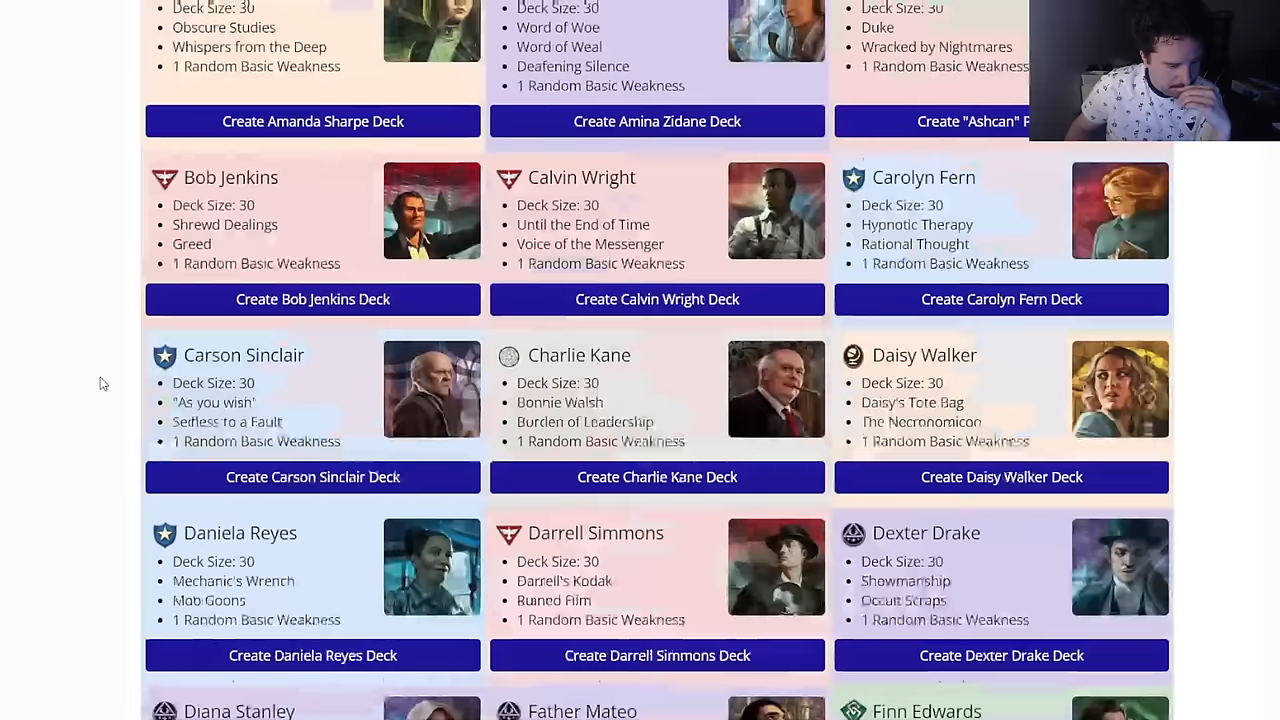 Deck Size: 30
Obscure Studies
Whispers from the Deep
1 Random Basic Weakness
Create Amanda Sharpe Deck
Deck Size: 30
Word of Woe
Word of Weal
Deafening Silence
1 Random Basic Weakness
Create Amina Zidane Deck
Deck Size: 30
Duke
Wracked by Nightmares
1 Random Basic Weakness
Create "Ashcan" P
Bob Jenkins
Deck Size: 30
Shrewd Dealings
Greed
1 Random Basic Weakness
Create Bob Jenkins Deck
Calvin Wright
Deck Size: 30
Until the End of Time
Voice of the Messenger
1 Random Basic Weakness
Create Calvin Wright Deck
Carolyn Fern
Deck Size: 30
Hypnotic Therapy
Rational Thought
1 Random Basic Weakness
Create Carolyn Fern Deck
Carson Sinclair
Deck Size: 30
"As you wish"
Selfless to a Fault
1 Random Basic Weakness
Create Carson Sinclair Deck
Charlie Kane
Deck Size: 30
Bonnie Walsh
Burden of Leadership
1 Random Basic Weakness
Create Charlie Kane Deck
Daisy Walker
Deck Size: 30
Daisy's Tote Bag
The Necronomicon
1 Random Basic Weakness
Create Daisy Walker Deck
Daniela Reyes
Deck Size: 30
Mechanic's Wrench
Mob Goons
1 Random Basic Weakness
Create Daniela Reyes Deck
Darrell Simmons
Deck Size: 30
Darrell's Kodak
Ruined Film
1 Random Basic Weakness
Create Darrell Simmons Deck
Dexter Drake
Deck Size: 30
Showmanship
Occult Scraps
1 Random Basic Weakness
Create Dexter Drake Deck
Diana Stanley
Father Mateo
Finn Edwards